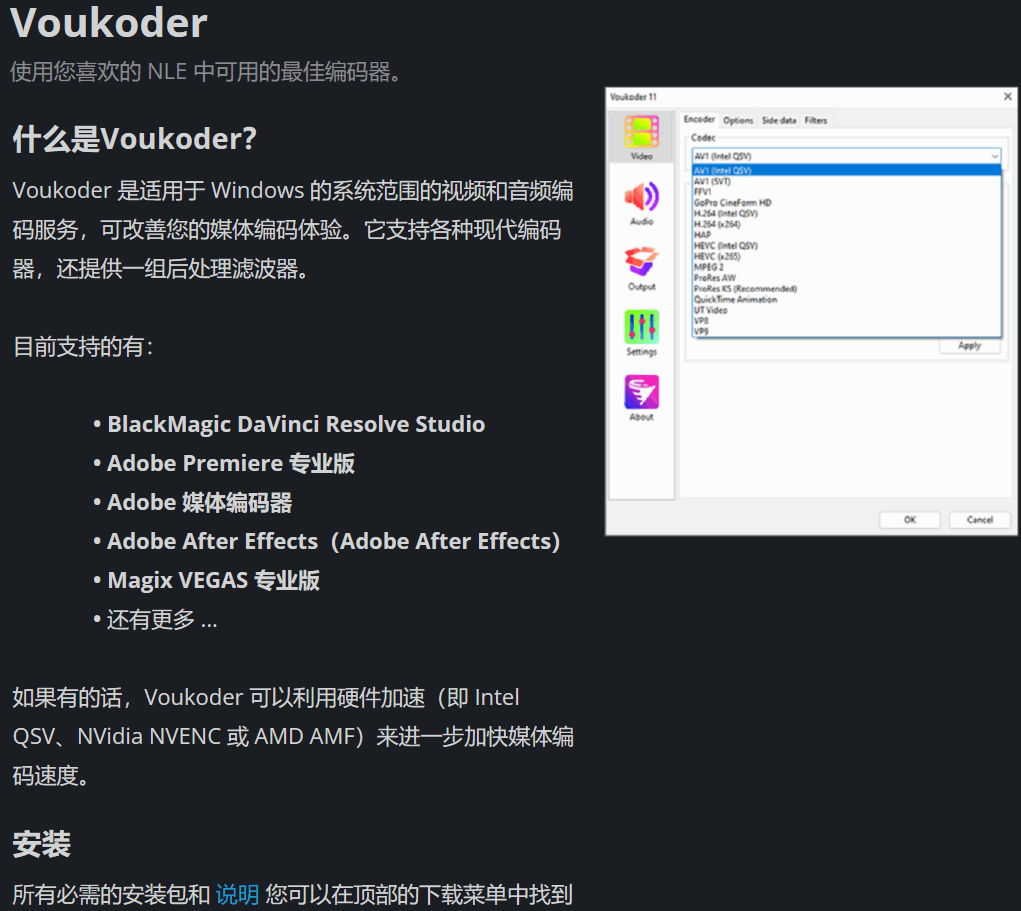 Voukoder
使用您喜欢的 NLE 中可用的最佳编码器。
什么是Voukoder？
Voukoder 是适用于 Windows 的系统范围的视频和音频编
码服务，可改善您的媒体编码体验。它支持各种现代编码
器，还提供一组后处理滤波器。
目前支持的有：
• BlackMagic DaVinci Resolve Studio
• Adobe Premiere 专业版
• Adobe 媒体编码器
• Adobe After Effects（Adobe After Effects）
• Magix VEGAS 专业版
• 还有更多 ...
如果有的话，Voukoder 可以利用硬件加速（即 Intel
QSV、NVidia NVENC 或 AMD AMF）来进一步加快媒体编
码速度。
安装
所有必需的安装包和 说明 您可以在顶部的下载菜单中找到
Voukoder 11
Video
Audio
Output
Settings
About
Encoder Options Side data Filters
Codec
AV1 (Intel QSV)
AV1 (Intel QSV)
AV1 (SVT)
FFV1
GoPro CineForm HD
H.264 (Intel QSV)
H.264 (x264)
HAP
HEVC (Intel QSV)
HEVC (x265)
MPEG 2
ProRes AW
ProRes KS (Recommended)
QuickTime Animation
UT Video
VP8
VP9
Apply
OK Cancel